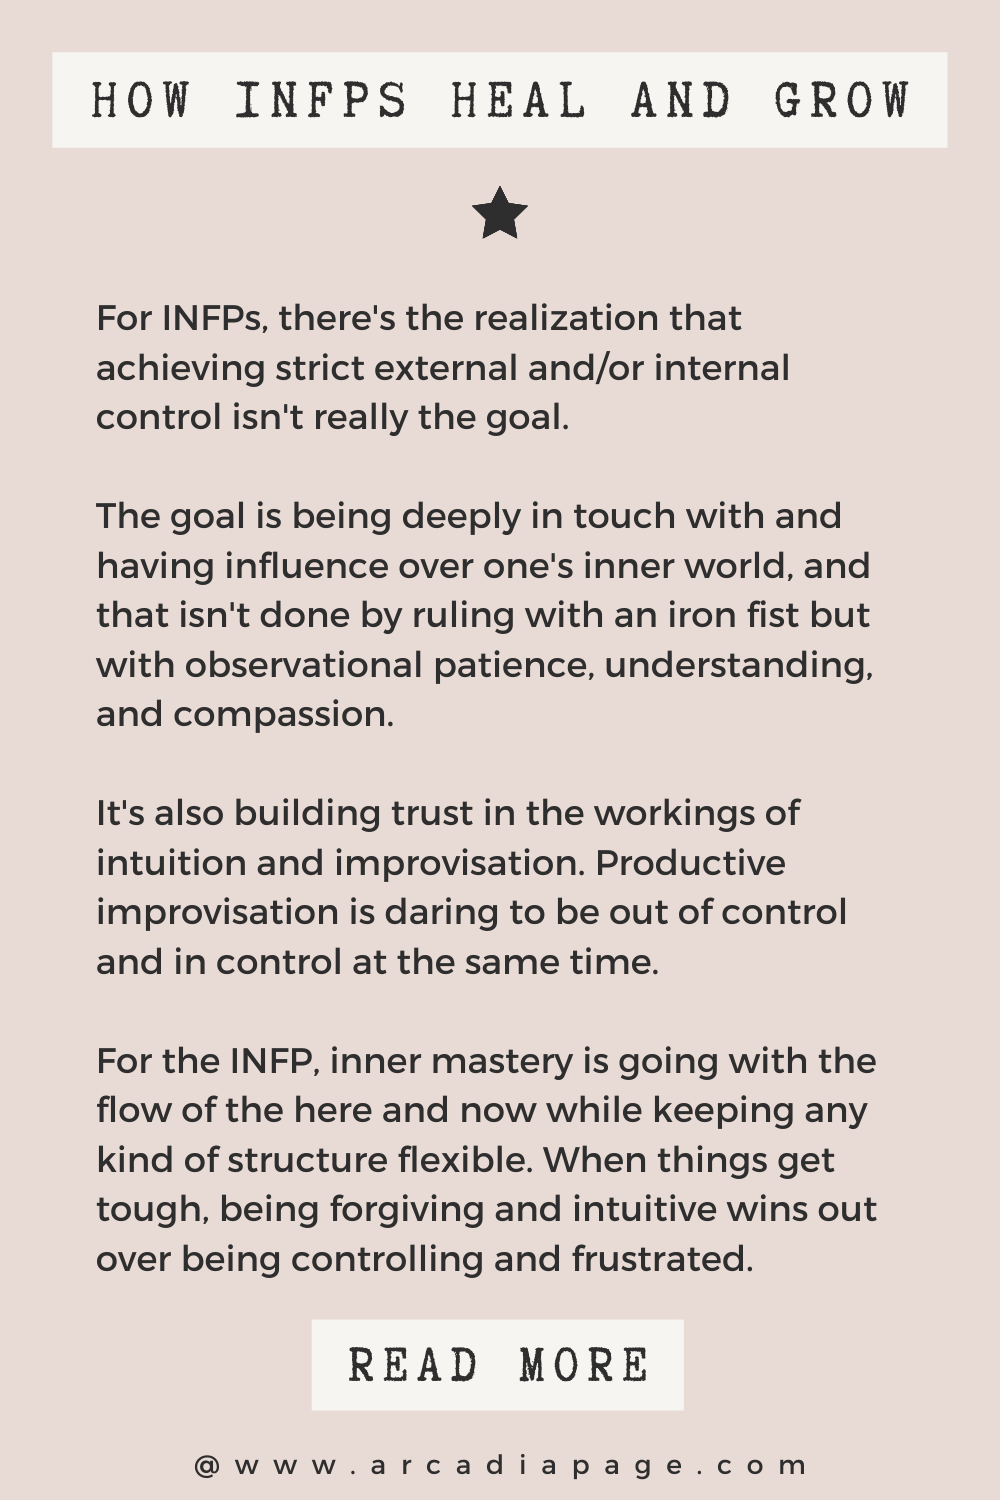 HOW INFPS HEAL AND GROW
For INFPs, there's the realization that
achieving strict external and/or internal
control isn't really the goal.
The goal is being deeply in touch with and
having influence over one's inner world, and
that isn't done by ruling with an iron fist but
with observational patience, understanding,
and compassion.
It's also building trust in the workings of
intuition and improvisation. Productive
improvisation is daring to be out of control
and in control at the same time.
For the INFP, inner mastery is going with the
flow of the here and now while keeping any
kind of structure flexible. When things get
tough, being forgiving and intuitive wins out
over being controlling and frustrated.
READ MORE
@www.arcadiapage.com